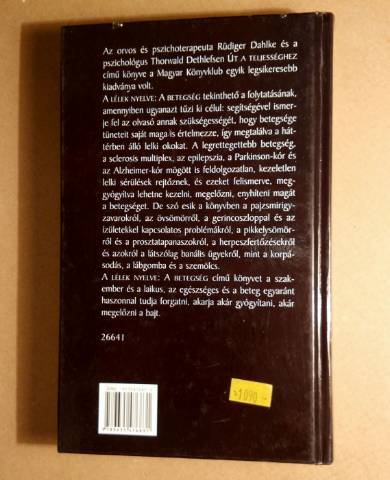 Az orvos és pszichoterapeuta Rüdiger Dahlke és a
pszichológus Thorwald Dethlefsen ÚT A TELJESSÉGHEZ
című könyve a Magyar Könyvklub egyik legsikeresebb
kiadványa volt.
A LÉLEK NYELVE: A BETEGSÉG tekinthető a folytatásának,
amennyiben ugyanazt tűzi ki célul: segítségével ismer-
je fel az olvasó annak szükségességét, hogy betegsége
tüneteit saját maga is értelmezze, így megtalálva a hát-
térben álló lelki okokat. A legrettegettebb betegség,
a sclerosis multiplex, az epilepszia, a Parkinson-kór és
az Alzheimer-kór mögött is feldolgozatlan, kezeletlen
lelki sérülések rejtőznek, és ezeket felismerve, meg-
gyógyítva lehetne kezelni, megelőzni, enyhíteni magát
a betegséget. De szó esik a könyvben a pajzsmirigy-
zavarokról, az övsömörről, a gerincoszloppal és az
ízületekkel kapcsolatos problémákról, a pikkelysömör-
ről és a prosztatapanaszokról, a herpeszfertőzésekről
és azokról a látszólag banális ügyekről, mint a korpá-
sodás, a lábgomba és a szemölcs.
A LÉLEK NYELVE: A BETEGSÉG című könyvet a szak-
ember és a laikus, az egészséges és a beteg egyaránt
haszonnal tudja forgatni, akarja akár gyógyítani, akár
megelőzni a bajt.
26641
1090.-